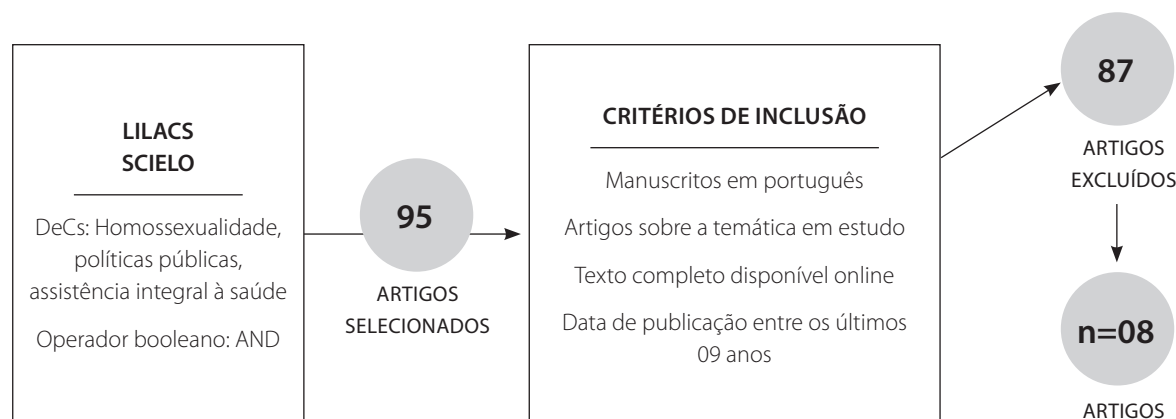 LILACS
SCIELO
DeCs: Homossexualidade,
políticas públicas,
assistência integral à saúde
Operador booleano: AND
95
ARTIGOS
SELECIONADOS
CRITÉRIOS DE INCLUSÃO
Manuscritos em português
Artigos sobre a temática em estudo
Texto completo disponível online
Data de publicação entre os últimos
09 anos
87
ARTIGOS
EXCLUÍDOS
n=08
ARTIGOS